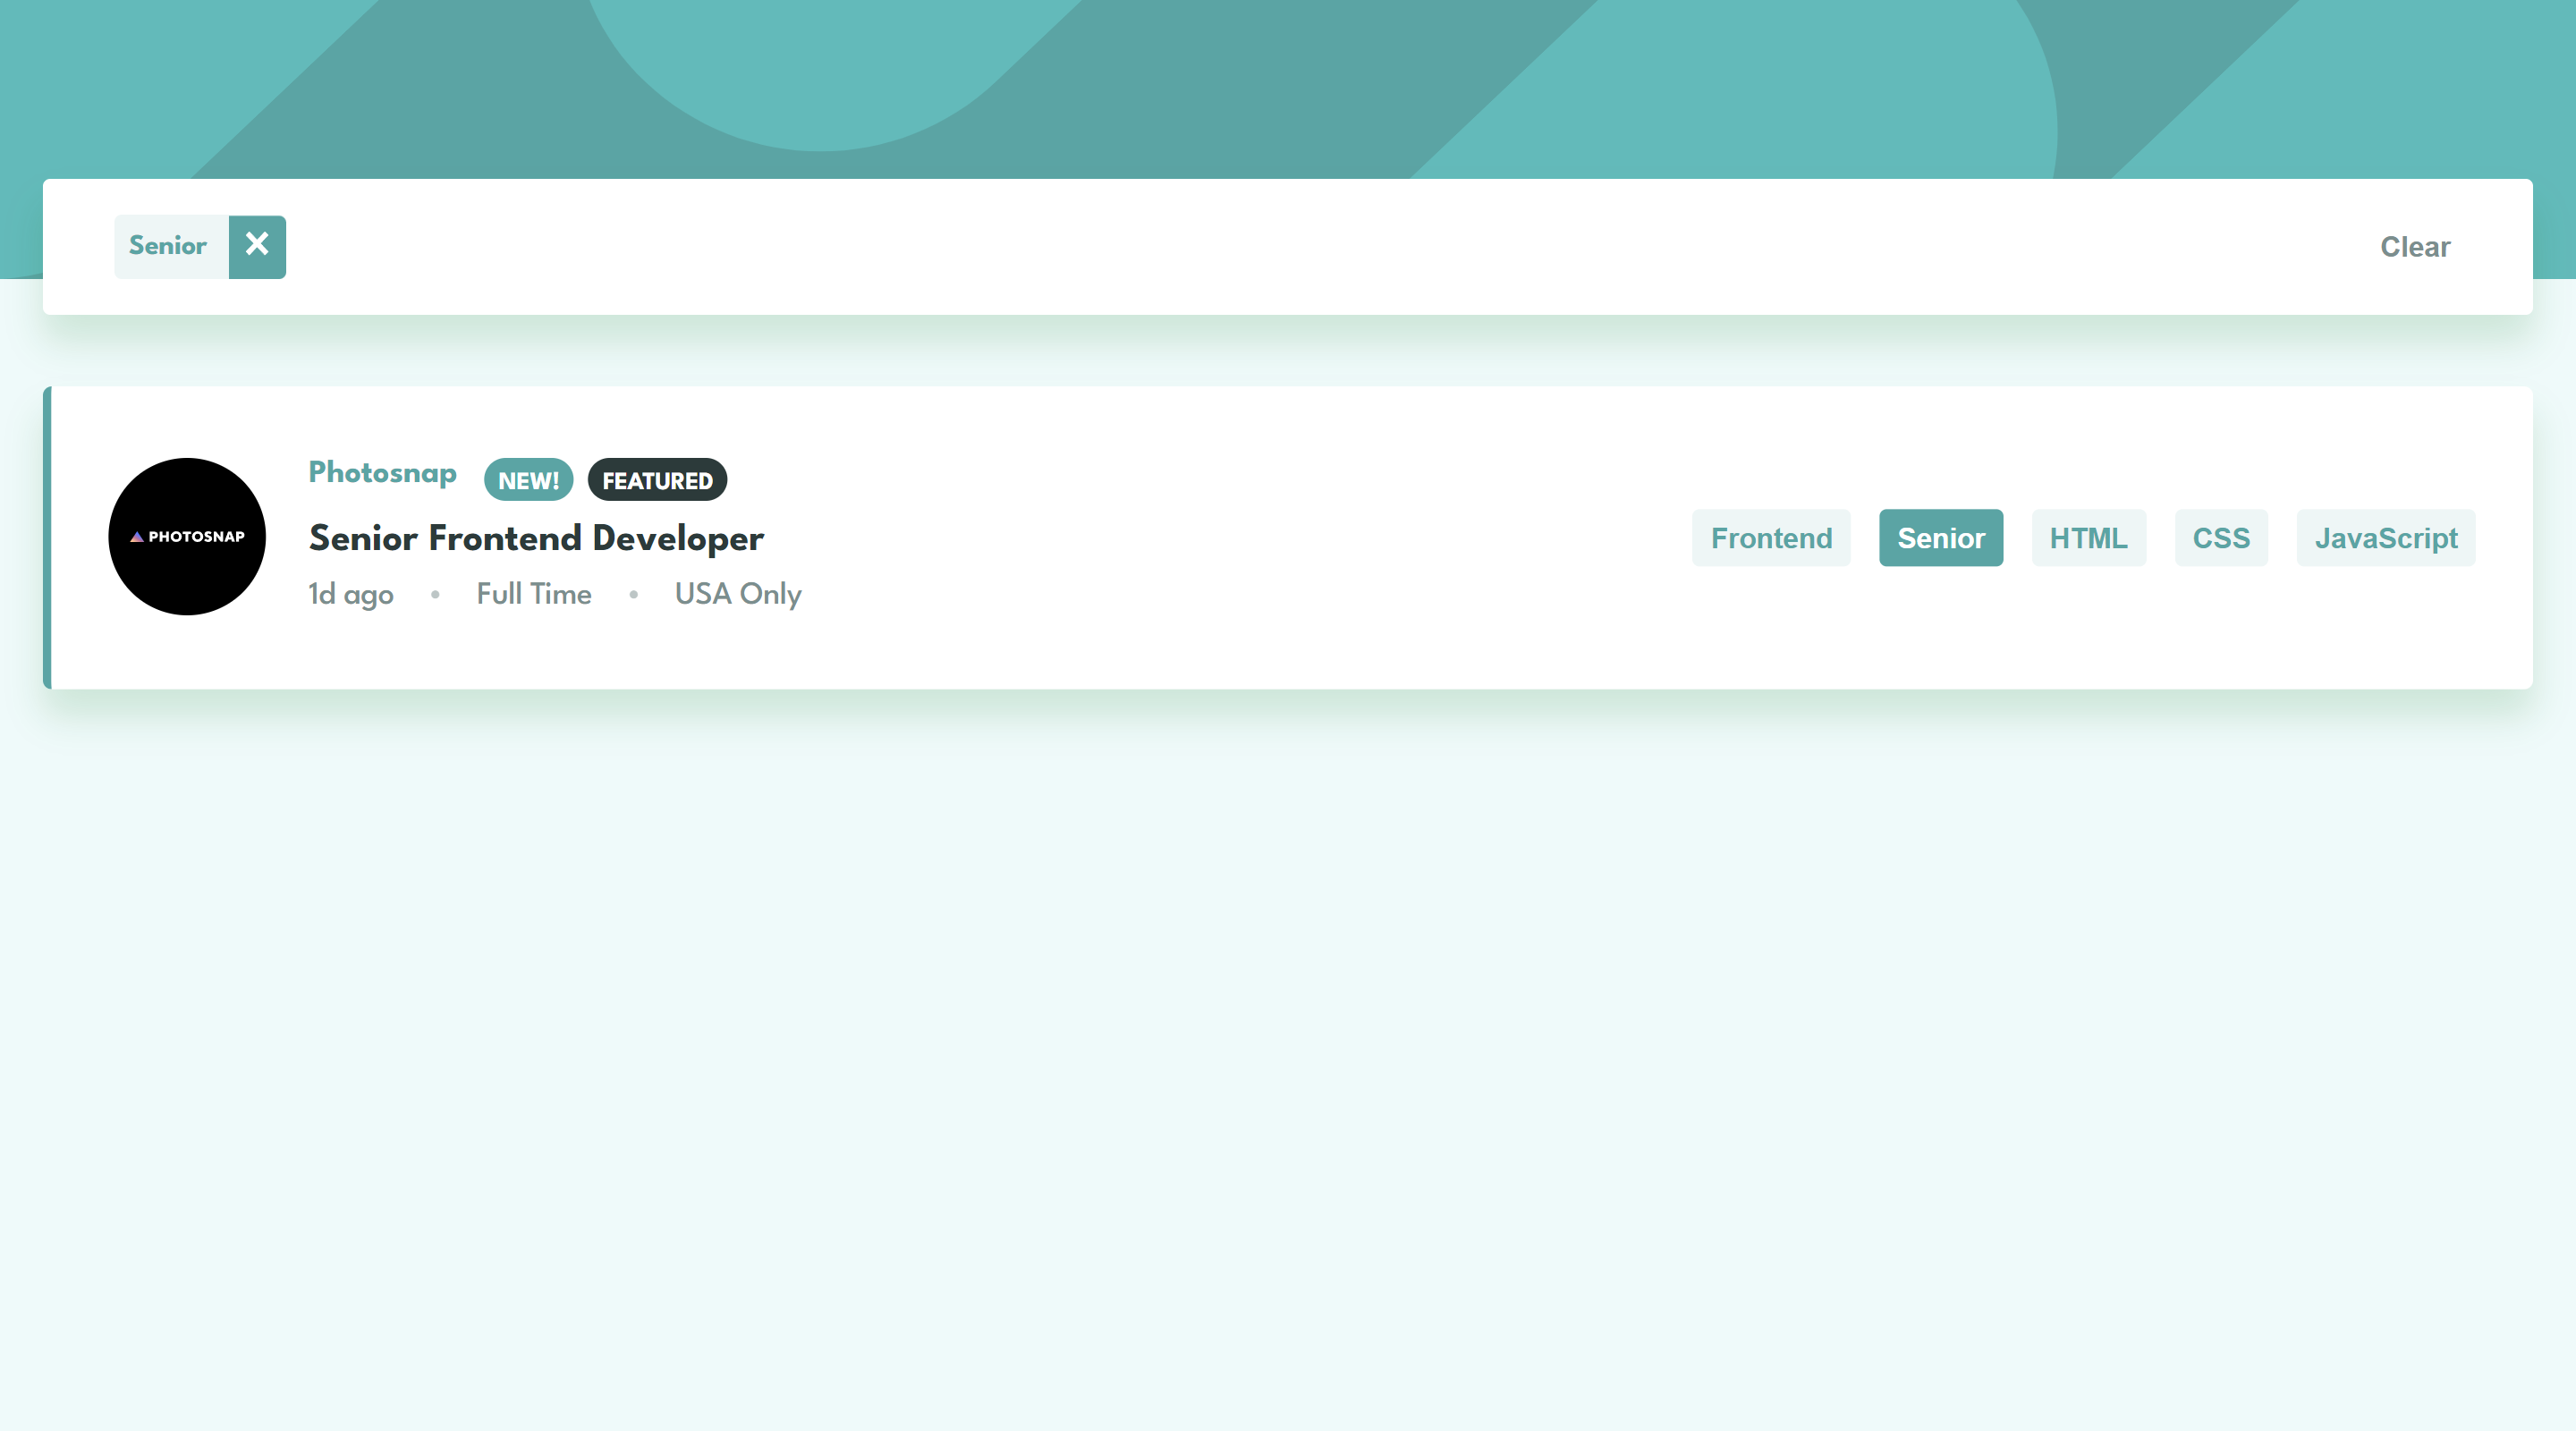 Senior
Clear
PHOTOSNAP
Photosnap NEW! FEATURED
Senior Frontend Developer
1d ago • Full Time • USA Only
Frontend Senior HTML CSS JavaScript